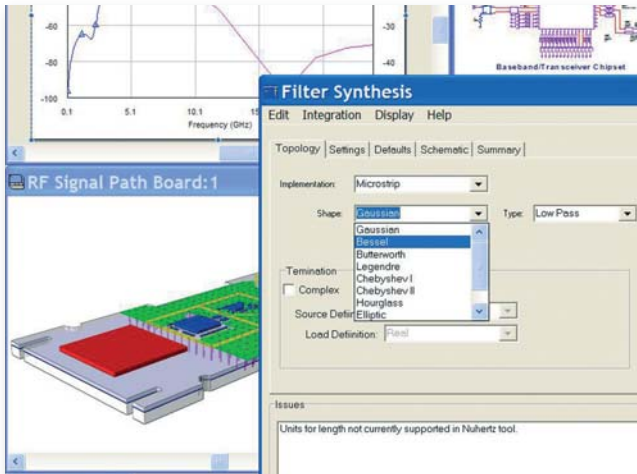 -60
-80
-100
-30
-40
0.1 5.1 10.1 15
Frequency (GHz)
Baseband/Transceiver Chipset
Filter Synthesis
Edit Integration Display Help
Topology Settings Defaults Schematic Summary
Implementation: Microstrip
Shape: Gaussian Type: Low Pass
Gaussian
Bessel
Butterworth
Legendre
Chebyshev I
Chebyshev II
Hourglass
Elliptic
Termination
Complex
Source Defin
Load Definition: Real
Issues
Units for length not currently supported in Nuhertz tool.
RF Signal Path Board:1